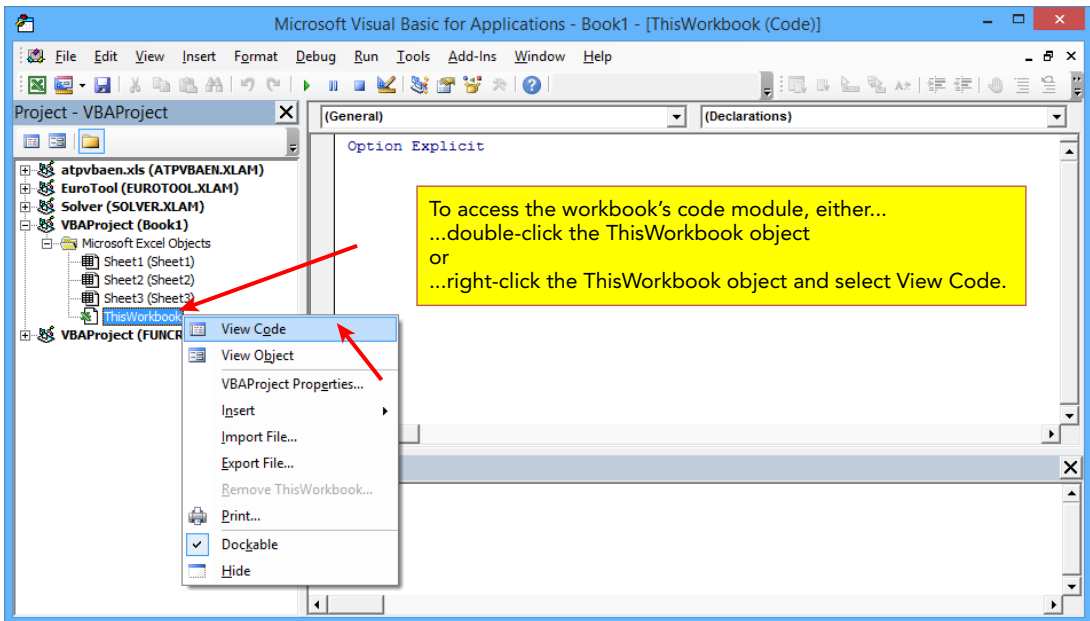 Microsoft Visual Basic for Applications - Book1 - [ThisWorkbook (Code)]
File Edit View Insert Format Debug Run Tools Add-Ins Window Help
Project - VBAProject
(General)
(Declarations)
Option Explicit
atpvbaen.xls (ATPVBAEN.XLAM)
EuroTool (EUROTOOL.XLAM)
Solver (SOLVER.XLAM)
VBAProject (Book1)
Microsoft Excel Objects
Sheet1 (Sheet1)
Sheet2 (Sheet2)
Sheet3 (Sheet3)
ThisWorkbook
VBAProject (FUNCR
To access the workbook's code module, either...
...double-click the ThisWorkbook object
or
...right-click the ThisWorkbook object and select View Code.
View Code
View Object
VBAProject Properties...
Insert
Import File...
Export File...
Remove ThisWorkbook...
Print...
Dockable
Hide